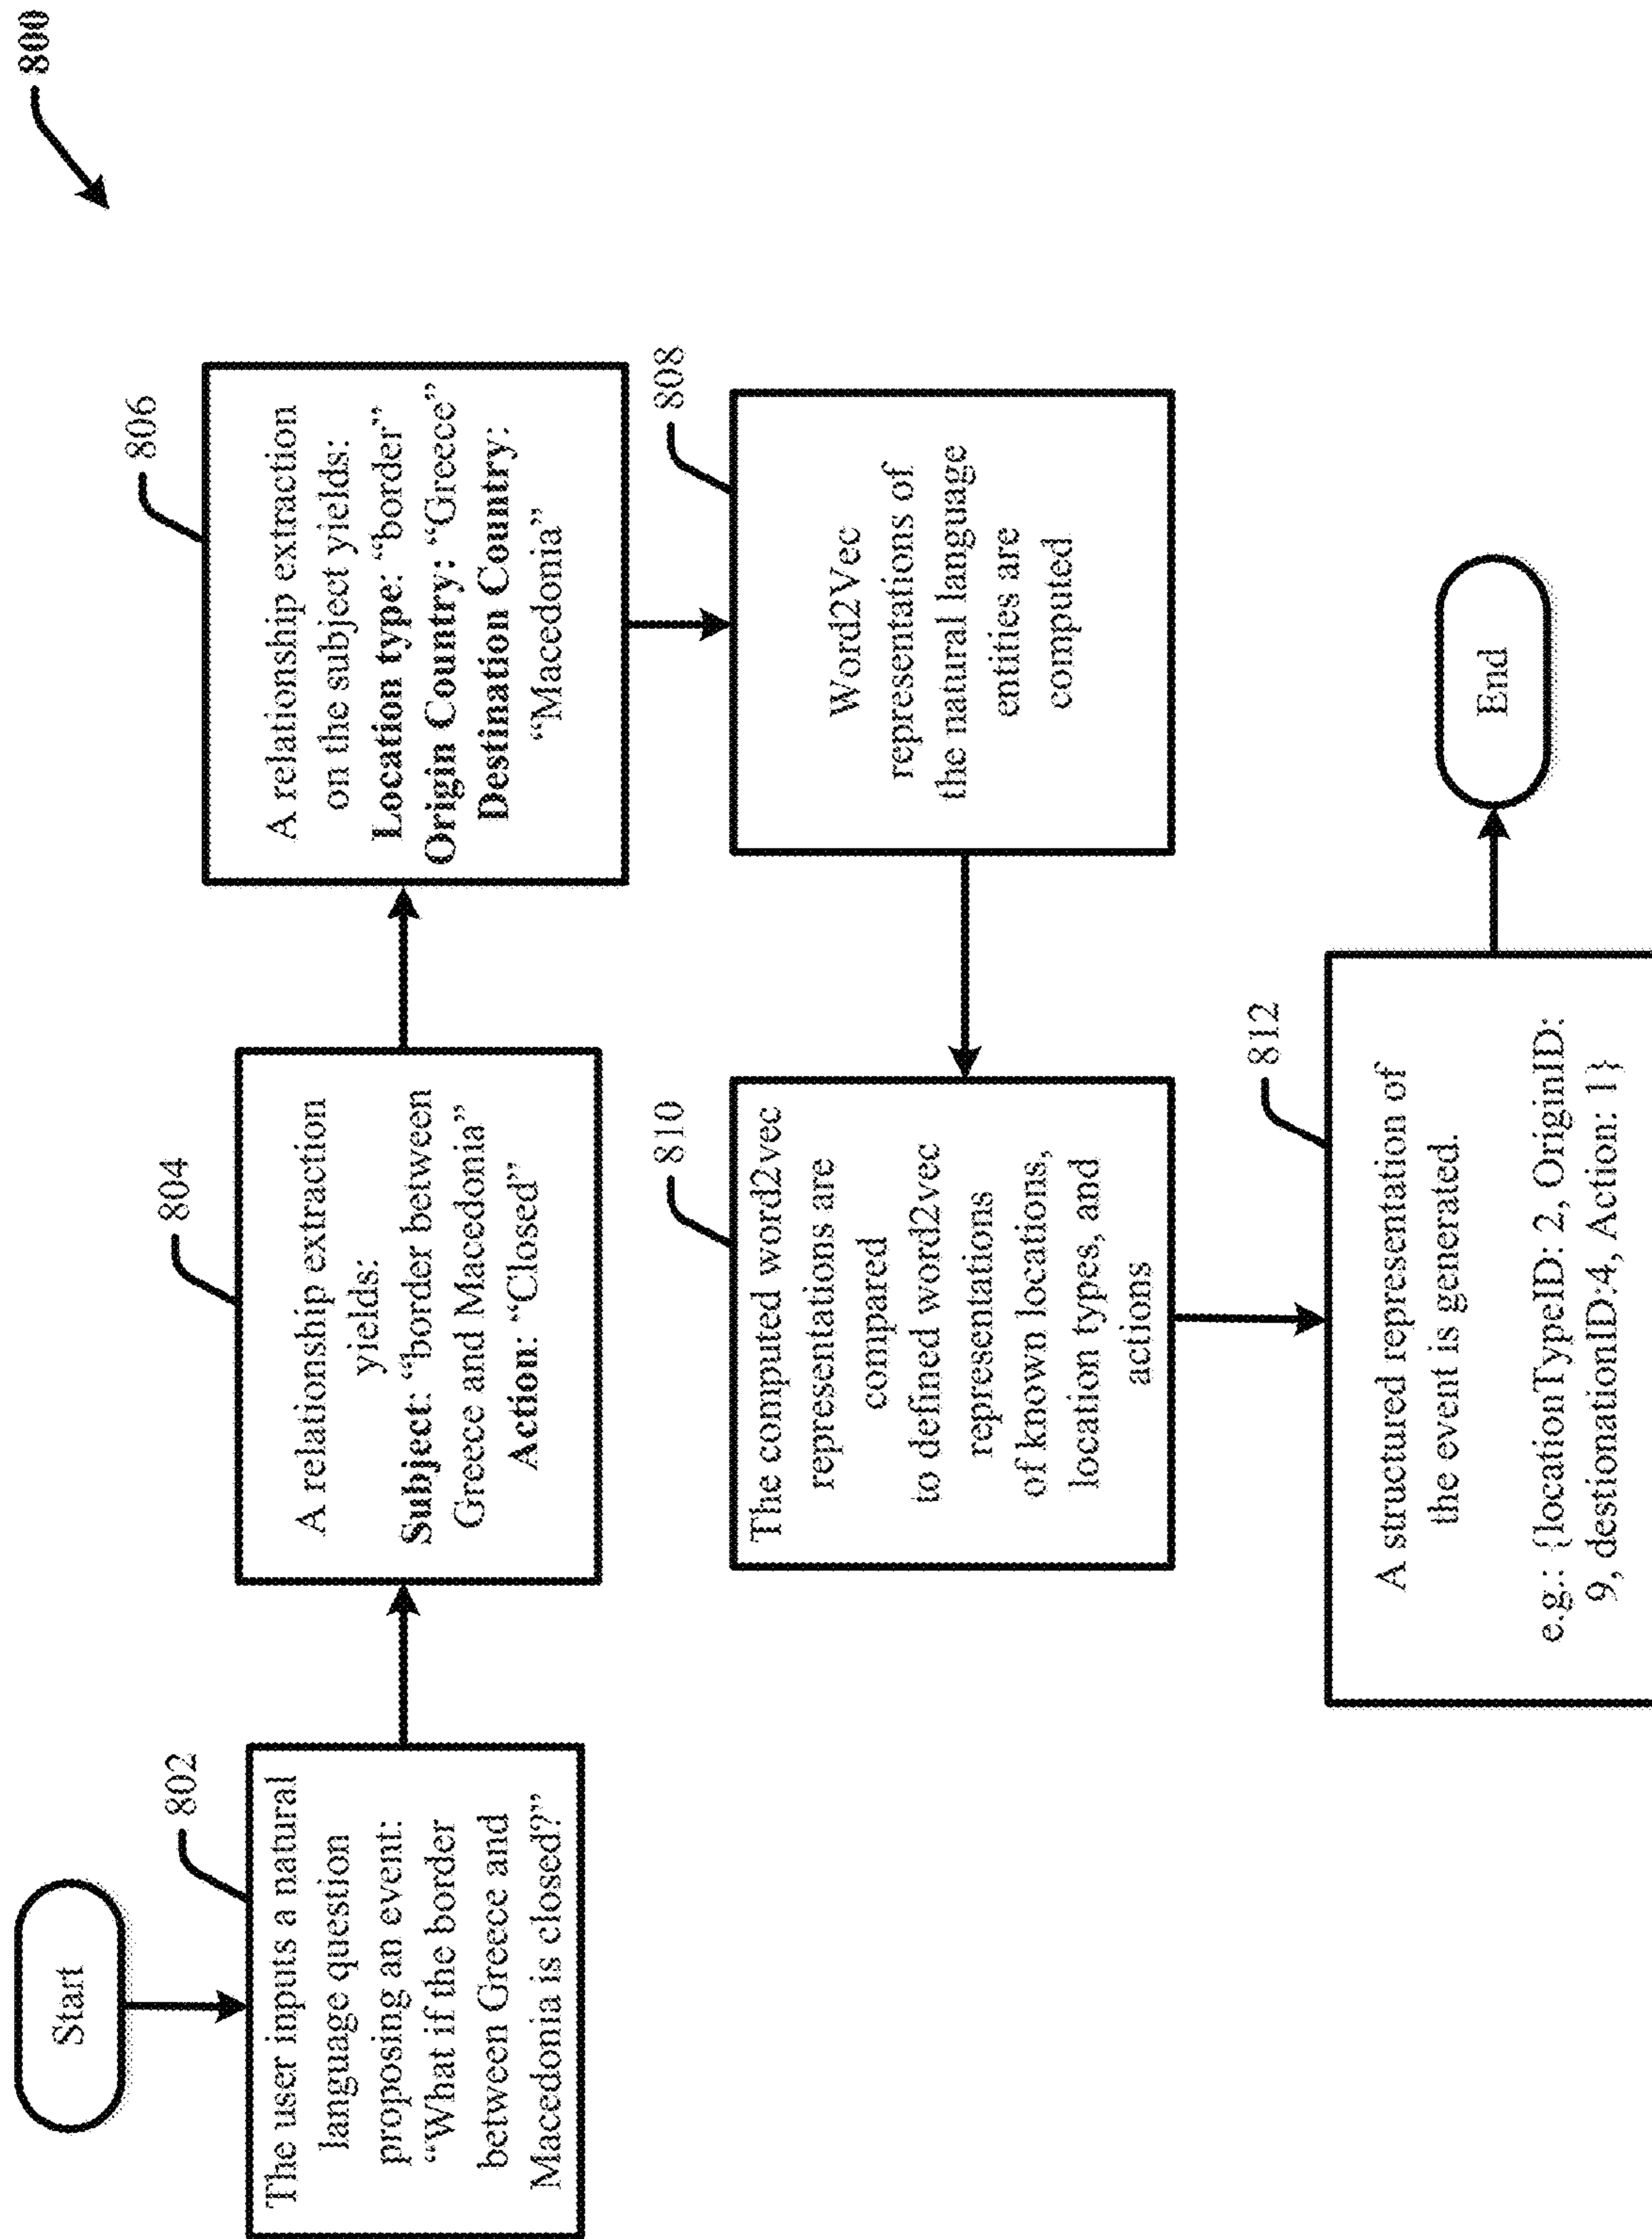 800
Start
802
The user inputs a natural
language question
proposing an event:
“What if the border
between Greece and
Macedonia is closed?”
804
A relationship extraction
yields:
Subject: “border between
Greece and Macedonia”
Action: “Closed”
806
A relationship extraction
on the subject yields:
Location type: “border”
Origin Country: “Greece”
Destination Country:
“Macedonia”
808
Word2Vec
representations of
the natural language
entities are
computed
810
The computed word2vec
representations are
compared
to defined word2vec
representations
of known locations,
location types, and
actions
812
A structured representation of
the event is generated.
e.g.: {locationTypeID: 2, OriginID:
9, destionationID:4, Action: 1}
End